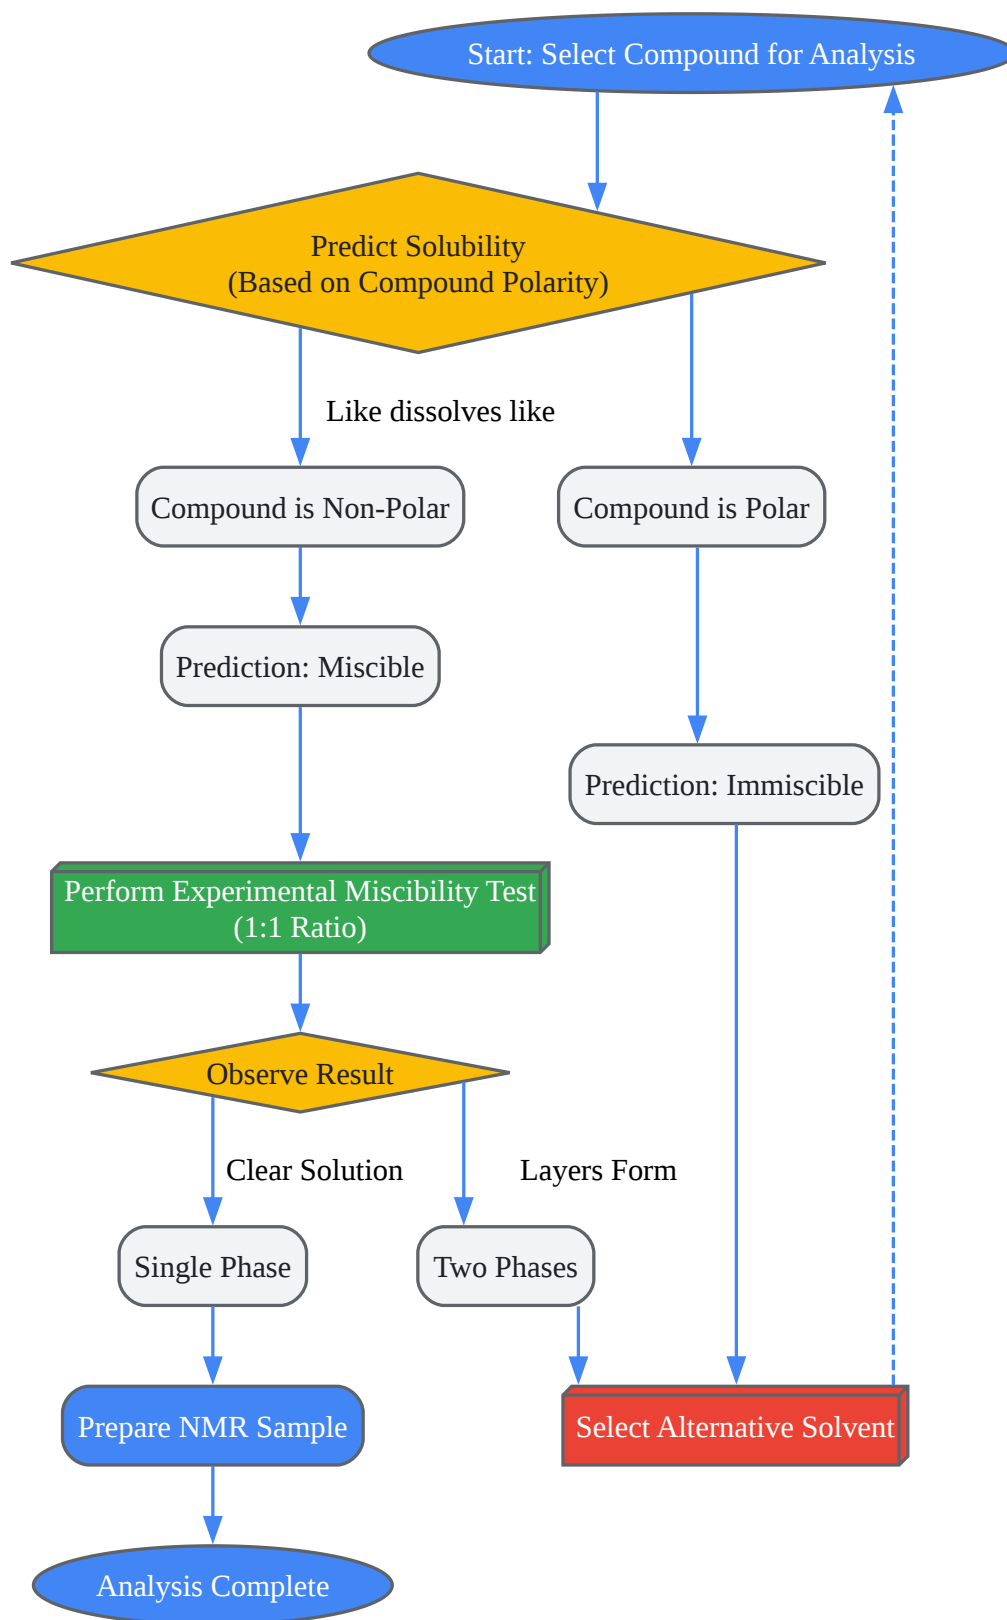 Start: Select Compound for Analysis
Predict Solubility
(Based on Compound Polarity)
Like dissolves like
Compound is Non-Polar
Compound is Polar
Prediction: Miscible
Prediction: Immiscible
Perform Experimental Miscibility Test
(1:1 Ratio)
Observe Result
Clear Solution
Layers Form
Single Phase
Two Phases
Prepare NMR Sample
Select Alternative Solvent
Analysis Complete